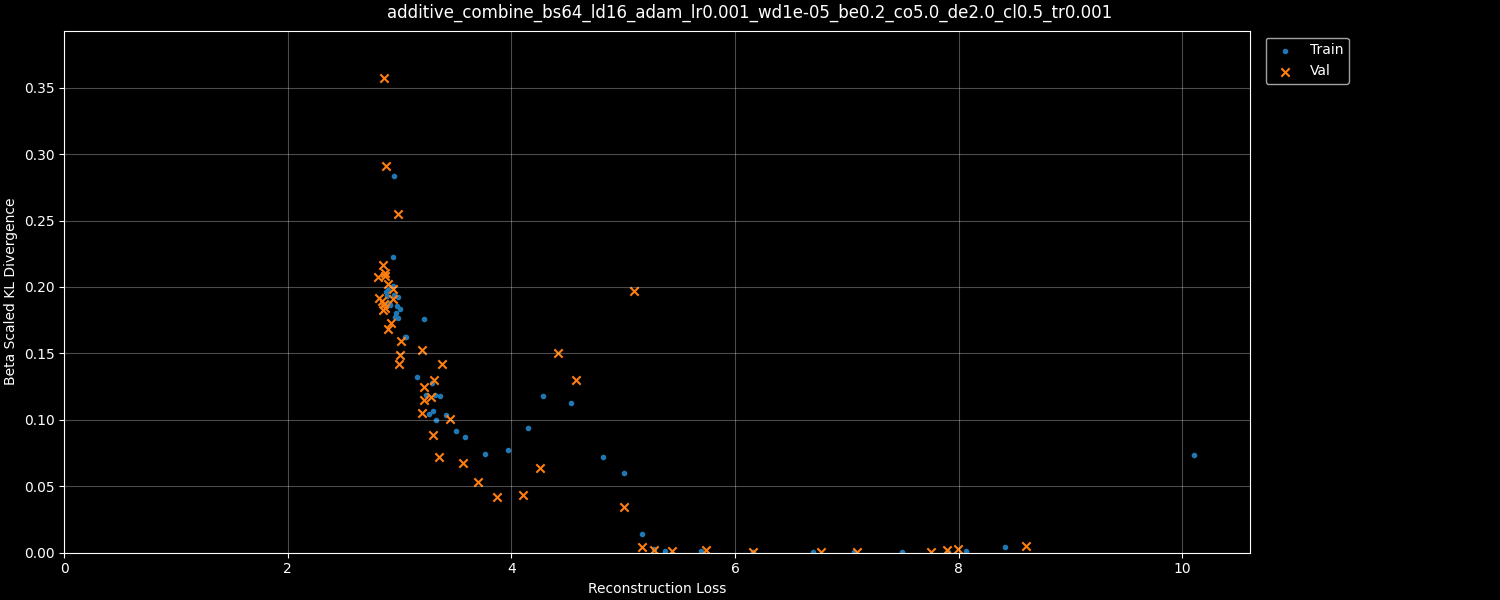 additive_combine_bs64_ld16_adam_lr0.001_wd1e-05_be0.2_co5.0_de2.0_cl0.5_tr0.001
Train
Val
Beta Scaled KL Divergence
0.35
0.30
0.25
0.20
0.15
0.10
0.05
0.00
0 2 4 6 8 10
Reconstruction Loss